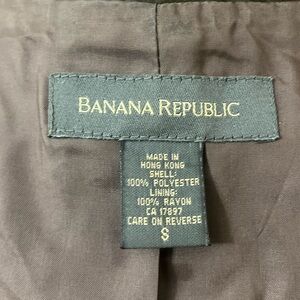 BANANA REPUBLIC
MADE IN
HONG KONG
SHELL:
100% POLYESTER
LINING:
100% RAYON
CA 17897
CARE ON REVERSE
S